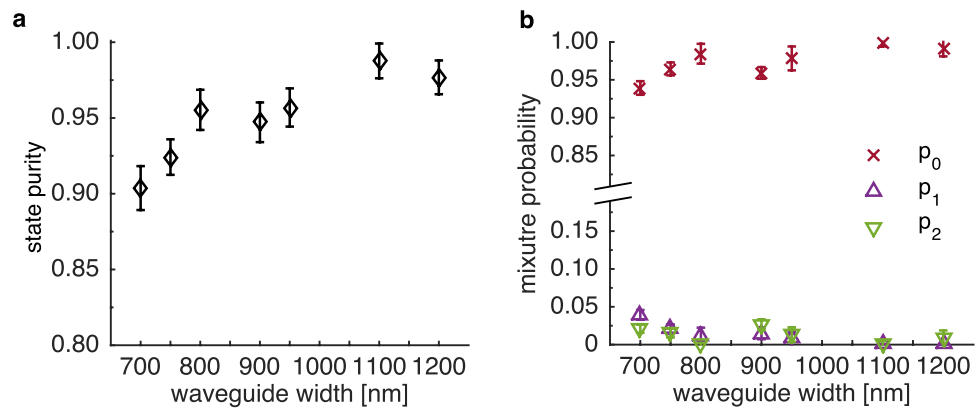 a
state purity
1.00
0.95
0.90
0.85
0.80
700 800 900 1000 1100 1200
waveguide width [nm]
b
mixutre probability
1.00
0.95
0.90
0.85
0.15
0.10
0.05
0
p0
p1
p2
700 800 900 1000 1100 1200
waveguide width [nm]